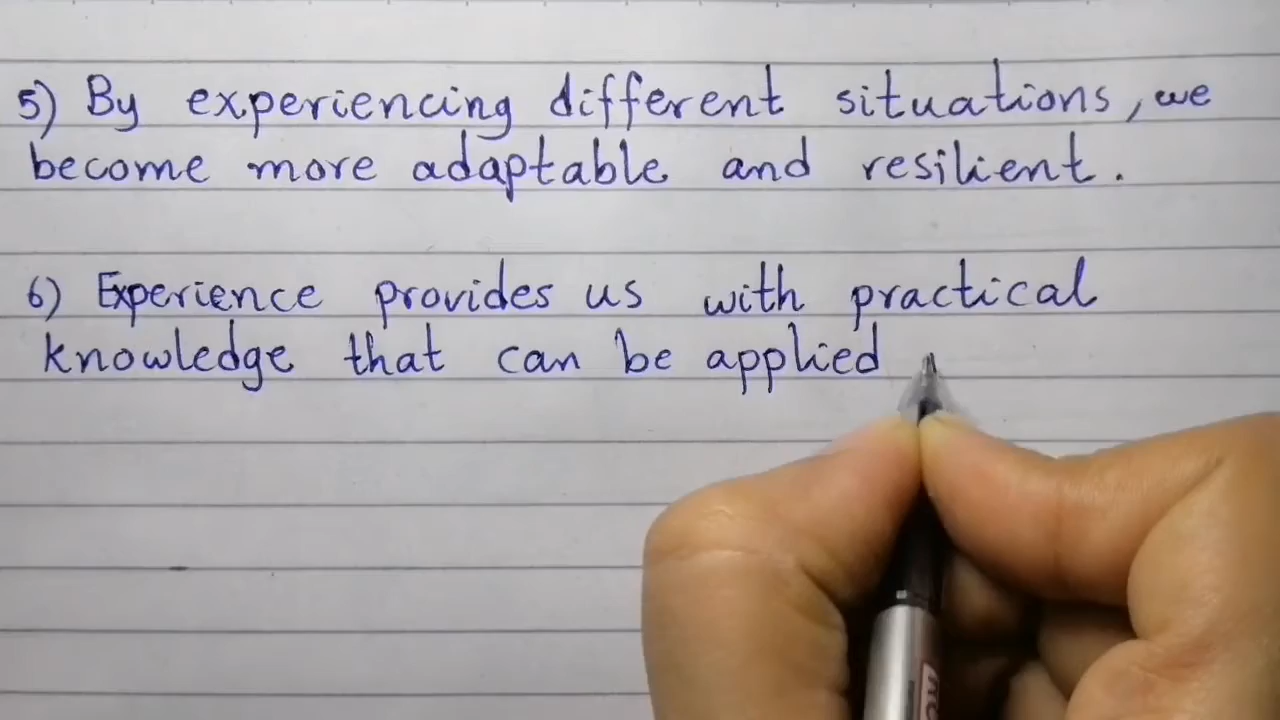 5) By experiencing different situations, we
become more adaptable and resilient.
6) Experience provides us with practical
knowledge that can be applied